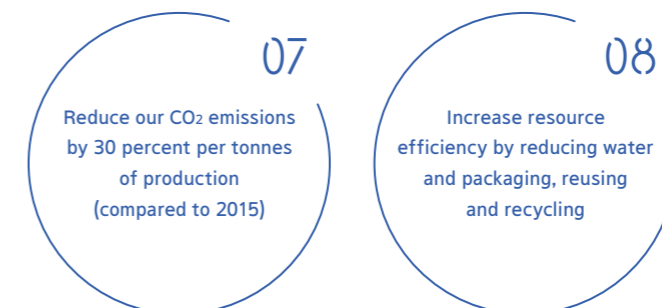 07
Reduce our CO₂ emissions
by 30 percent per tonnes
of production
(compared to 2015)
08
Increase resource
efficiency by reducing water
and packaging, reusing
and recycling